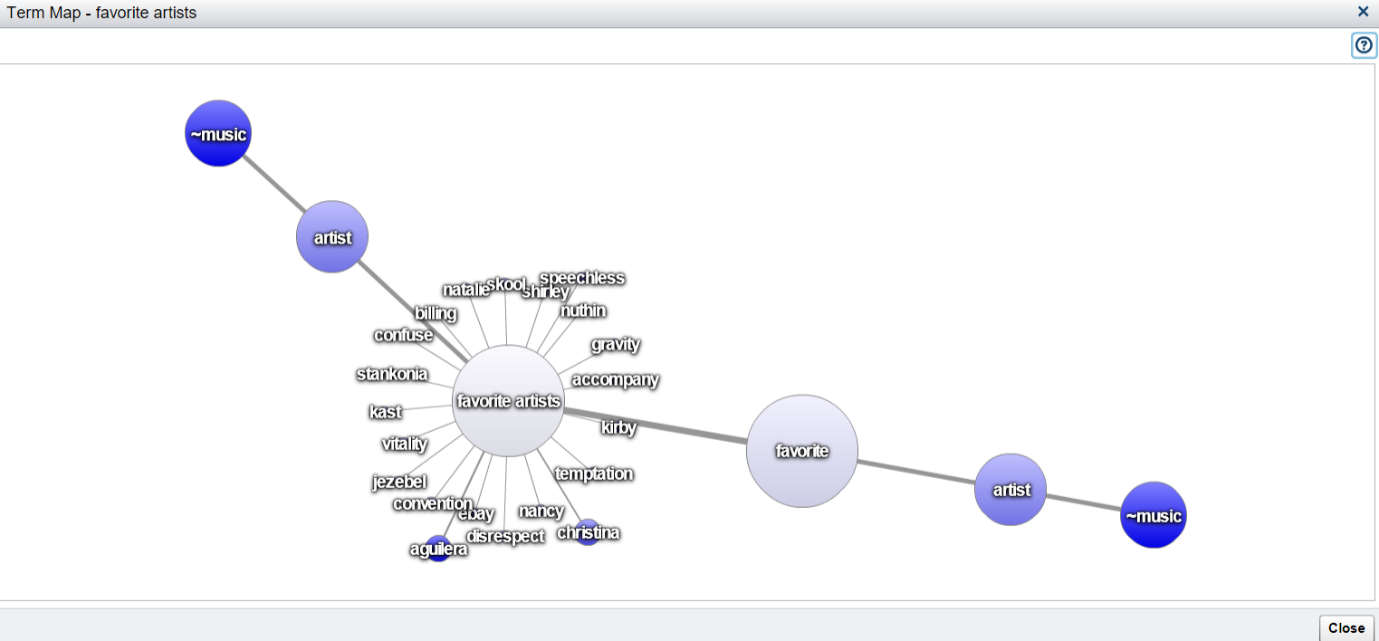 Term Map - favorite artists
~music
artist
speechless
skool
natalie
shirley
nuthin
billing
confuse
gravity
stankonia
accompany
favorite artists
kast
kirby
vitality
favorite
temptation
jezebel
artist
convention
nancy
ebay
~music
christina
disrespect
aguilera
Close